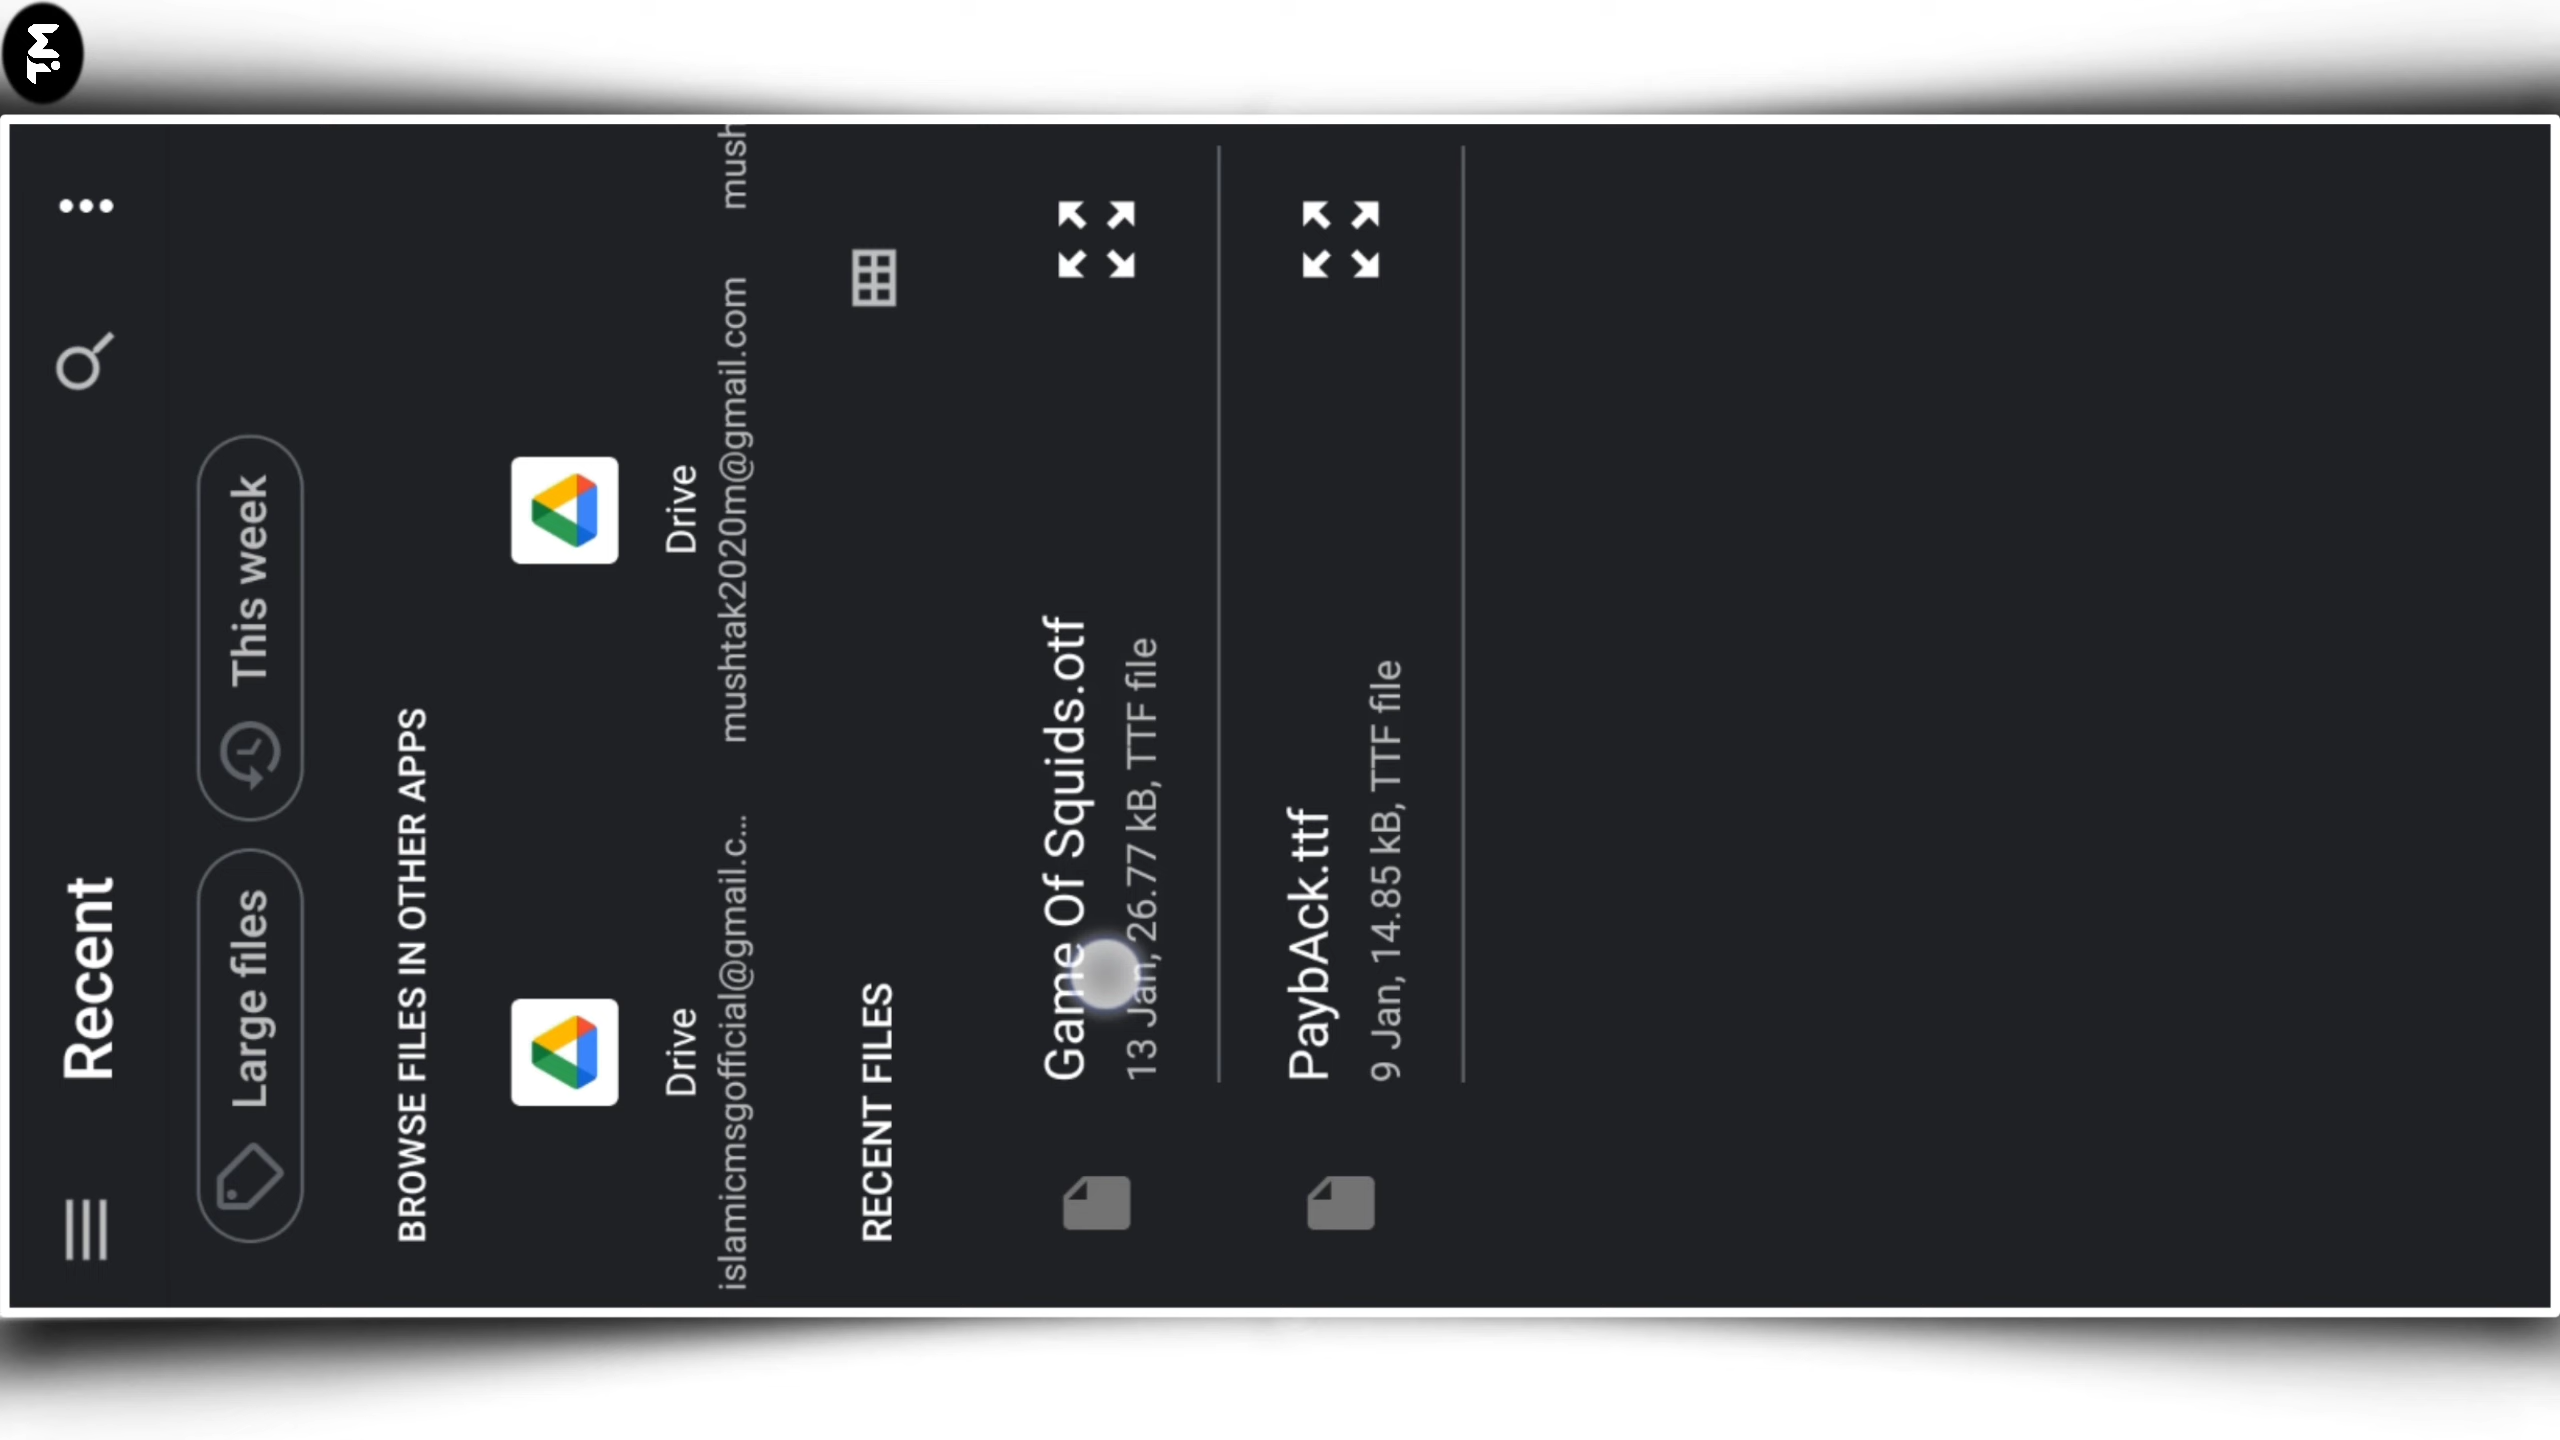 Recent
Large files
This week
BROWSE FILES IN OTHER APPS
Drive
islamicmsgofficial@gmail.c...
Drive
mushtak2020m@gmail.com
mush
RECENT FILES
Game Of Squids.otf
13 Jan, 26.77 kB, TTF file
PaybAck.ttf
9 Jan, 14.85 kB, TTF file